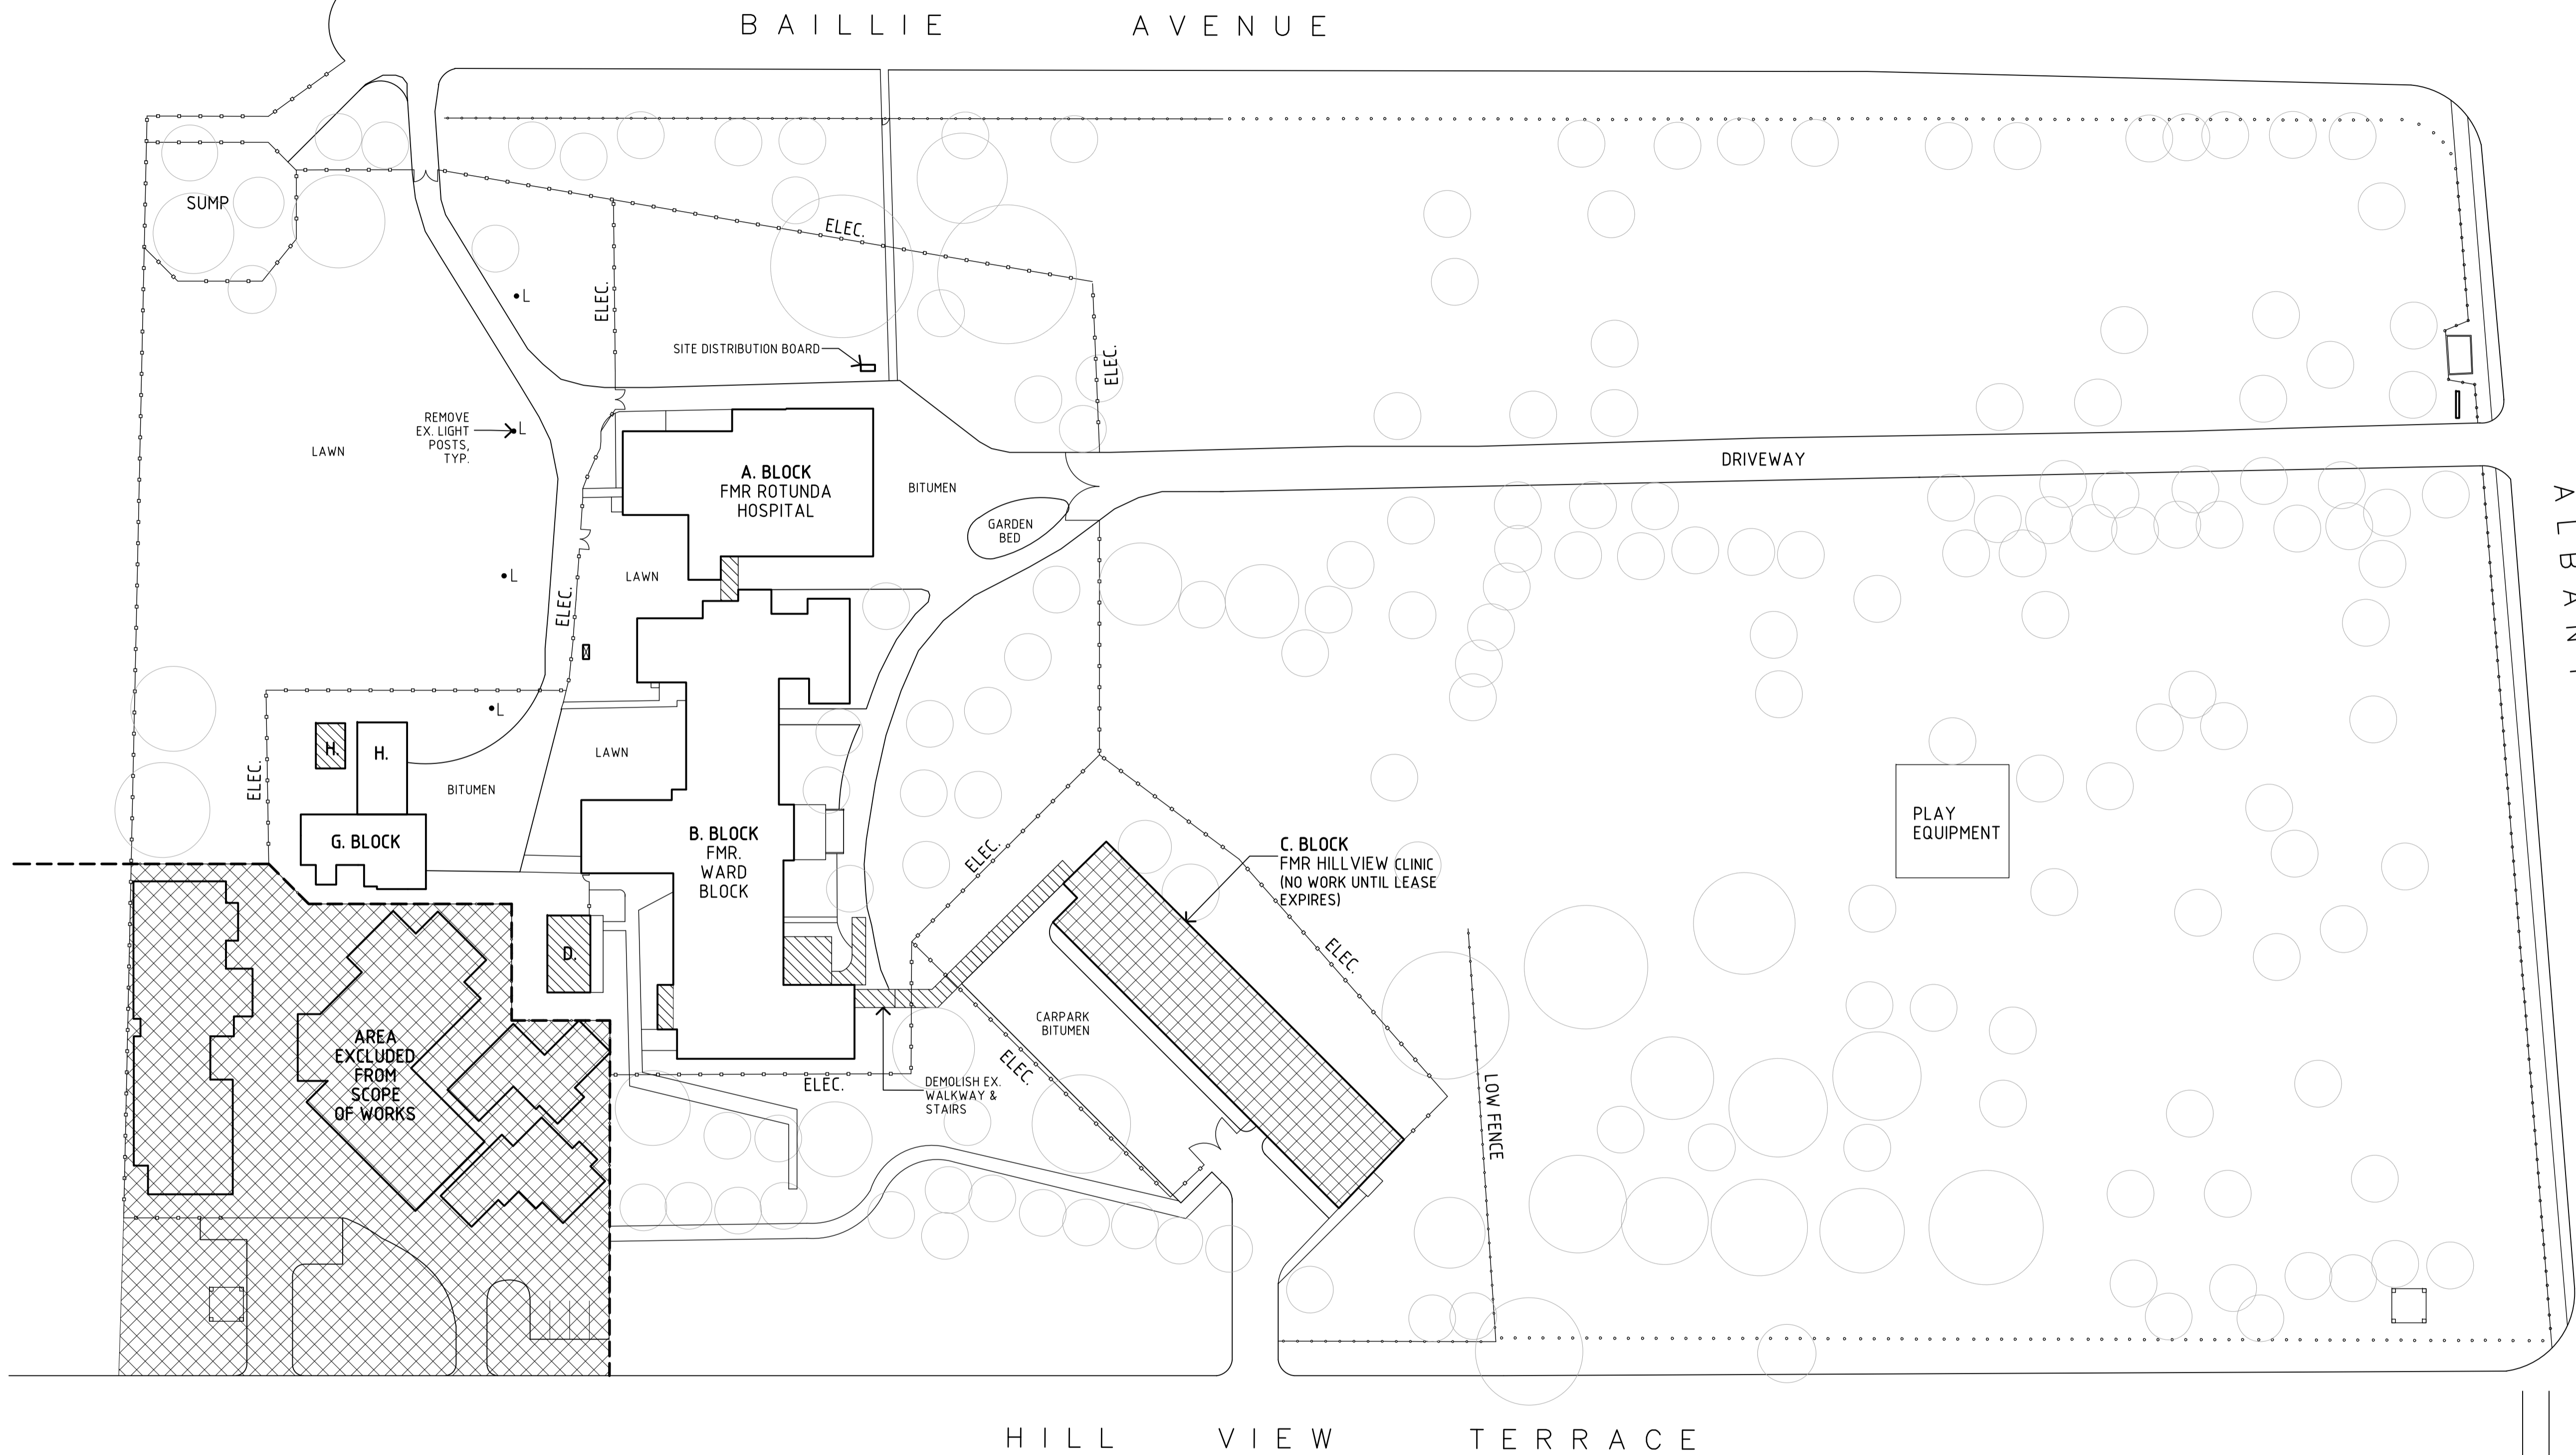 BAILLIE AVENUE
SUMP
ELEC.
L
ELEC.
SITE DISTRIBUTION BOARD
ELEC.
REMOVE
EX. LIGHT
POSTS,
TYP.
L
LAWN
A. BLOCK
FMR ROTUNDA
HOSPITAL
BITUMEN
GARDEN
BED
DRIVEWAY
ALBANY
LAWN
L
ELEC.
L
H.
H.
LAWN
ELEC.
BITUMEN
G. BLOCK
B. BLOCK
FMR.
WARD
BLOCK
ELEC.
C. BLOCK
FMR HILLVIEW CLINIC
(NO WORK UNTIL LEASE
EXPIRES)
PLAY
EQUIPMENT
D.
ELEC.
CARPARK
BITUMEN
AREA
EXCLUDED
FROM
SCOPE
OF WORKS
ELEC.
ELEC.
DEMOLISH EX.
WALKWAY &
STAIRS
LOW FENCE
HILL VIEW TERRACE